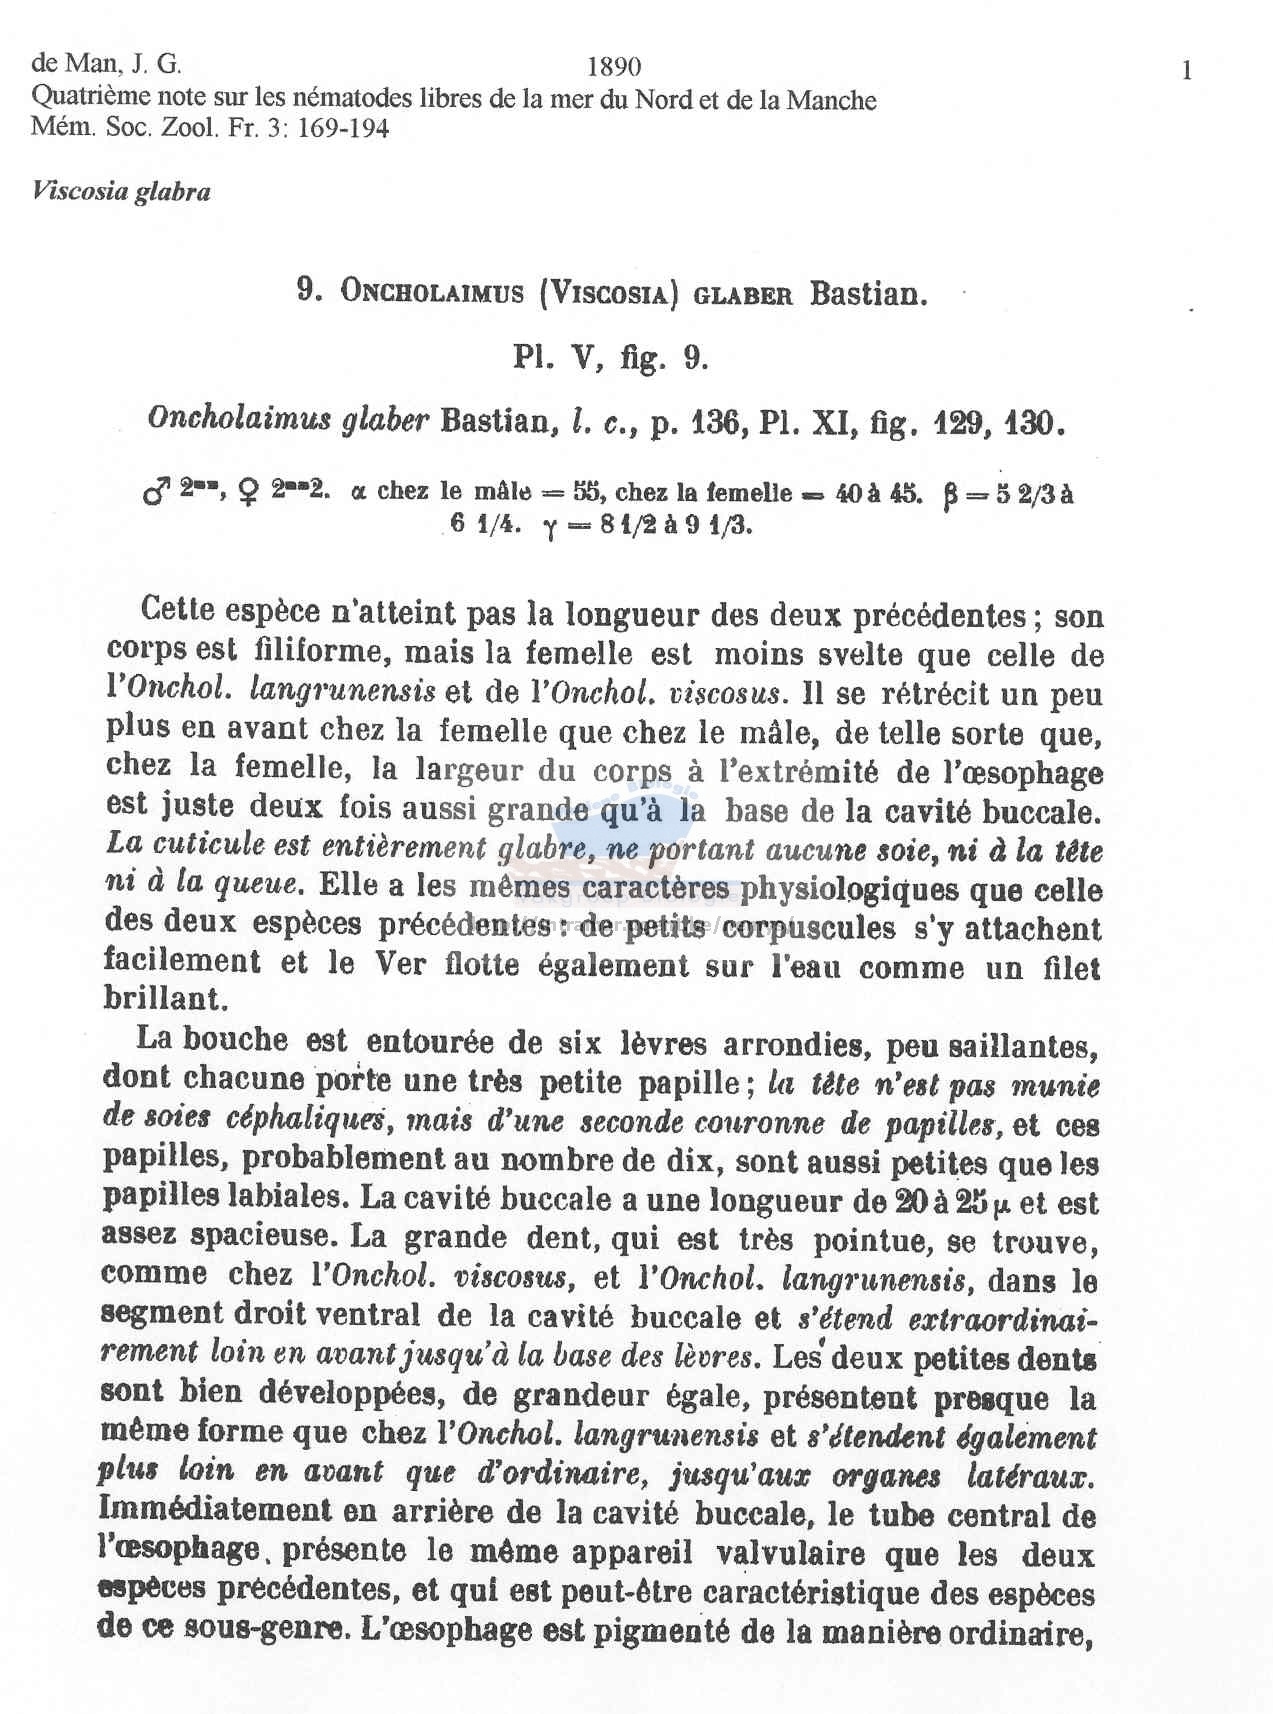 de Man, J. G. 1890 1
Quatrième note sur les nématodes libres de la mer du Nord et de la Manche
Mém. Soc. Zool. Fr. 3: 169-194
Viscosia glabra
9. ONCHOLAIMUS (VISCOSIA) GLABER Bastian.
Pl. V, fig. 9.
Oncholaimus glaber Bastian, l. c., p. 136, Pl. XI, fig. 129, 130.
♂ 2mm, ♀ 2mm2. α chez le mâle = 55, chez la femelle = 40 à 45. β = 5 2/3 à
6 1/4. γ = 8 1/2 à 9 1/3.
Cette espèce n'atteint pas la longueur des deux précédentes ; son
corps est filiforme, mais la femelle est moins svelte que celle de
l'Onchol. langrunensis et de l'Onchol. viscosus. Il se rétrécit un peu
plus en avant chez la femelle que chez le mâle, de telle sorte que,
chez la femelle, la largeur du corps à l'extrémité de l'œsophage
est juste deux fois aussi grande qu'à la base de la cavité buccale.
La cuticule est entièrement glabre, ne portant aucune soie, ni à la tête
ni à la queue. Elle a les mêmes caractères physiologiques que celle
des deux espèces précédentes : de petits corpuscules s'y attachent
facilement et le Ver flotte également sur l'eau comme un filet
brillant.
La bouche est entourée de six lèvres arrondies, peu saillantes,
dont chacune porte une très petite papille ; la tête n'est pas munie
de soies céphaliques, mais d'une seconde couronne de papilles, et ces
papilles, probablement au nombre de dix, sont aussi petites que les
papilles labiales. La cavité buccale a une longueur de 20 à 25 μ et est
assez spacieuse. La grande dent, qui est très pointue, se trouve,
comme chez l'Onchol. viscosus, et l'Onchol. langrunensis, dans le
segment droit ventral de la cavité buccale et s'étend extraordinai-
rement loin en avant jusqu'à la base des lèvres. Les deux petites dents
sont bien développées, de grandeur égale, présentent presque la
même forme que chez l'Onchol. langrunensis et s'étendent également
plus loin en avant que d'ordinaire, jusqu'aux organes latéraux.
Immédiatement en arrière de la cavité buccale, le tube central de
l'œsophage présente le même appareil valvulaire que les deux
espèces précédentes, et qui est peut-être caractéristique des espèces
de ce sous-genre. L'œsophage est pigmenté de la manière ordinaire,